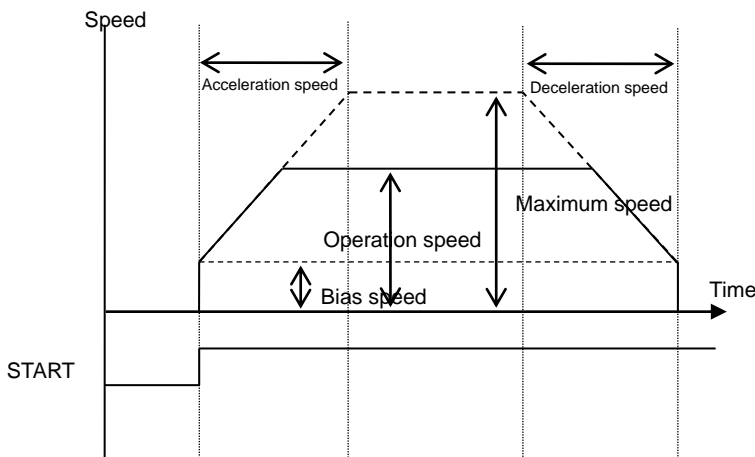 Speed
Acceleration speed
Deceleration speed
Maximum speed
Operation speed
Bias speed
Time
START